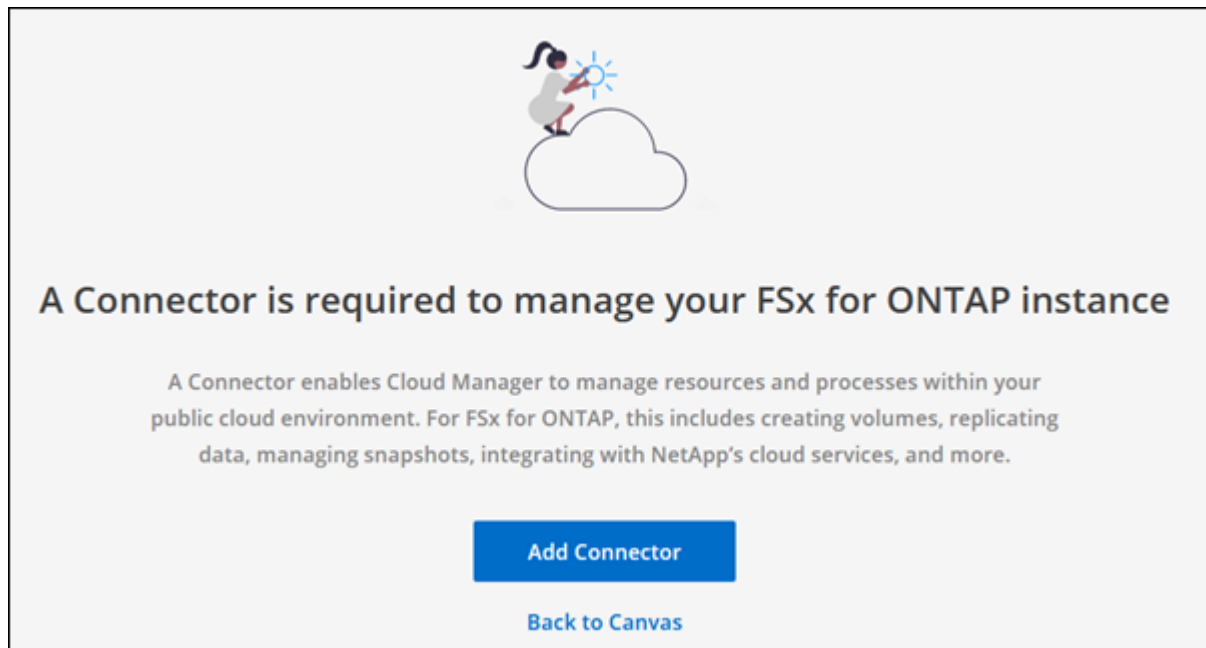 A Connector is required to manage your FSx for ONTAP instance
A Connector enables Cloud Manager to manage resources and processes within your
public cloud environment. For FSx for ONTAP, this includes creating volumes, replicating
data, managing snapshots, integrating with NetApp’s cloud services, and more.
Add Connector
Back to Canvas